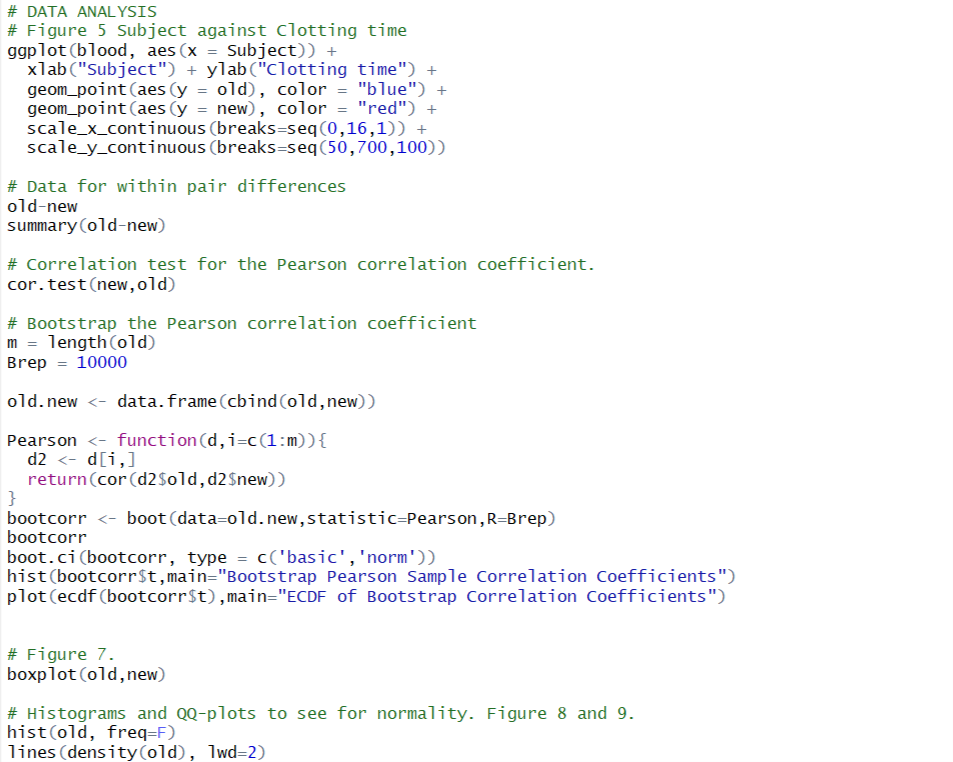 # DATA ANALYSIS
# Figure 5 Subject against Clotting time
ggplot(blood, aes(x = Subject)) +
  xlab("Subject") + ylab("Clotting time") +
  geom_point(aes(y = old), color = "blue") +
  geom_point(aes(y = new), color = "red") +
  scale_x_continuous(breaks=seq(0,16,1)) +
  scale_y_continuous(breaks=seq(50,700,100))

# Data for within pair differences
old-new
summary(old-new)

# Correlation test for the Pearson correlation coefficient.
cor.test(new,old)

# Bootstrap the Pearson correlation coefficient
m = length(old)
Brep = 10000

old.new <- data.frame(cbind(old,new))

Pearson <- function(d,i=c(1:m)){
  d2 <- d[i,]
  return(cor(d2$old,d2$new))
}
bootcorr <- boot(data=old.new,statistic=Pearson,R=Brep)
bootcorr
boot.ci(bootcorr, type = c('basic','norm'))
hist(bootcorr$t,main="Bootstrap Pearson Sample Correlation Coefficients")
plot(ecdf(bootcorr$t),main="ECDF of Bootstrap Correlation Coefficients")


# Figure 7.
boxplot(old,new)

# Histograms and QQ-plots to see for normality. Figure 8 and 9.
hist(old, freq=F)
lines(density(old), lwd=2)